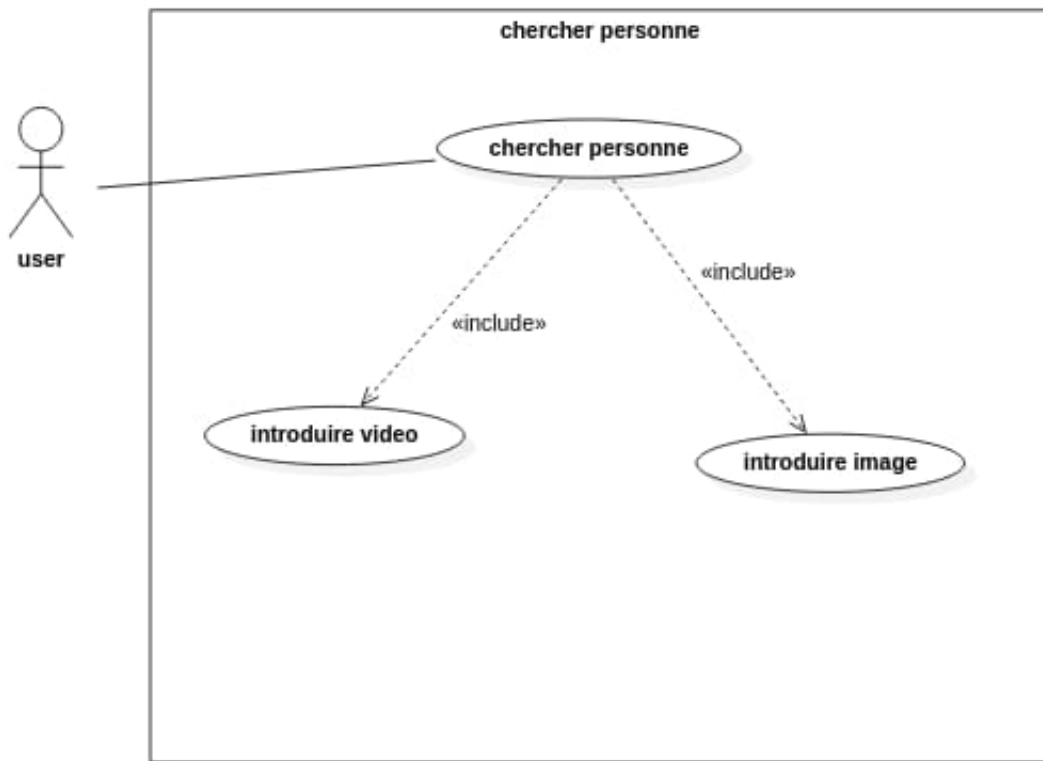 chercher personne
chercher personne
user
«include»
«include»
introduire video
introduire image